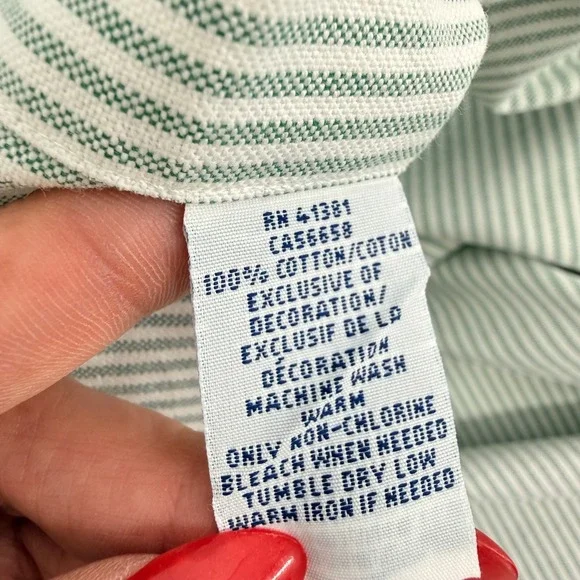 RN 41381
CA56658
100% COTTON/COTON
EXCLUSIVE OF
DECORATION/
EXCLUSIF DE LA
DÉCORATION
MACHINE WASH
WARM
ONLY NON-CHLORINE
BLEACH WHEN NEEDED
TUMBLE DRY LOW
WARM IRON IF NEEDED